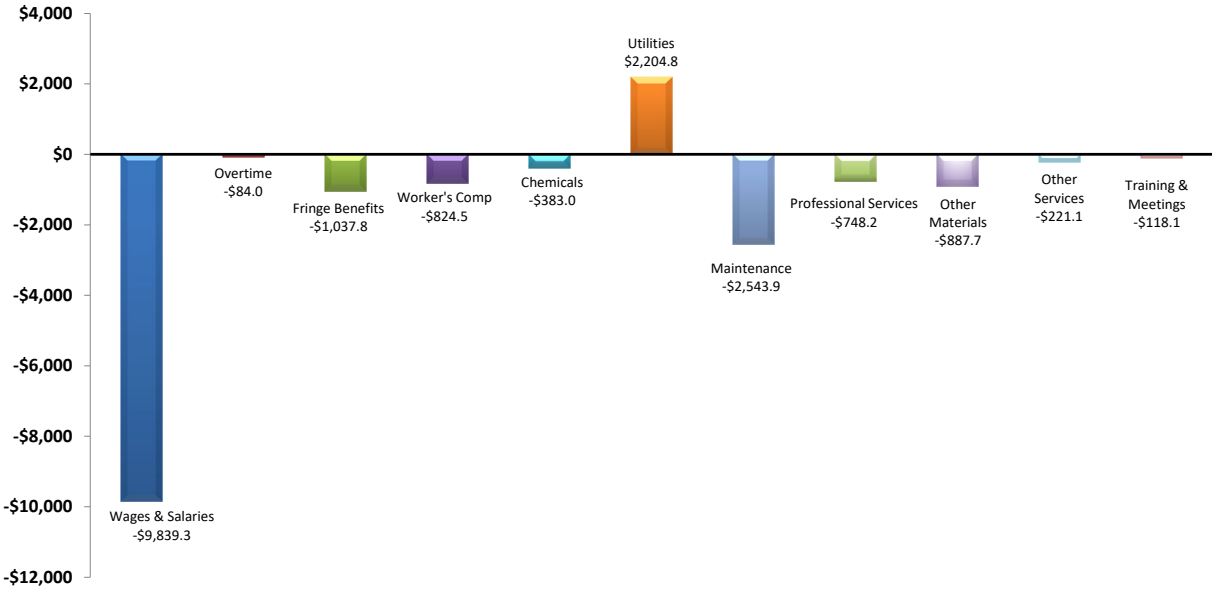 $4,000
$2,000
$0
-$2,000
-$4,000
-$6,000
-$8,000
-$10,000
-$12,000
Wages & Salaries
-$9,839.3
Overtime
-$84.0
Fringe Benefits
-$1,037.8
Worker's Comp
-$824.5
Chemicals
-$383.0
Utilities
$2,204.8
Maintenance
-$2,543.9
Professional Services
-$748.2
Other
Materials
-$887.7
Other
Services
-$221.1
Training &
Meetings
-$118.1